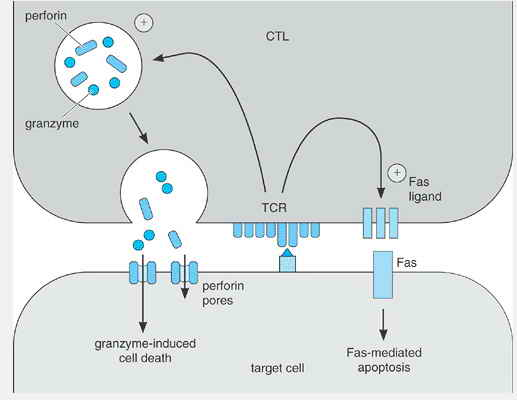 perforin
+
CTL
granzyme
+
Fas
ligand
TCR
Fas
perforin
pores
granzyme-induced
cell death
target cell
Fas-mediated
apoptosis